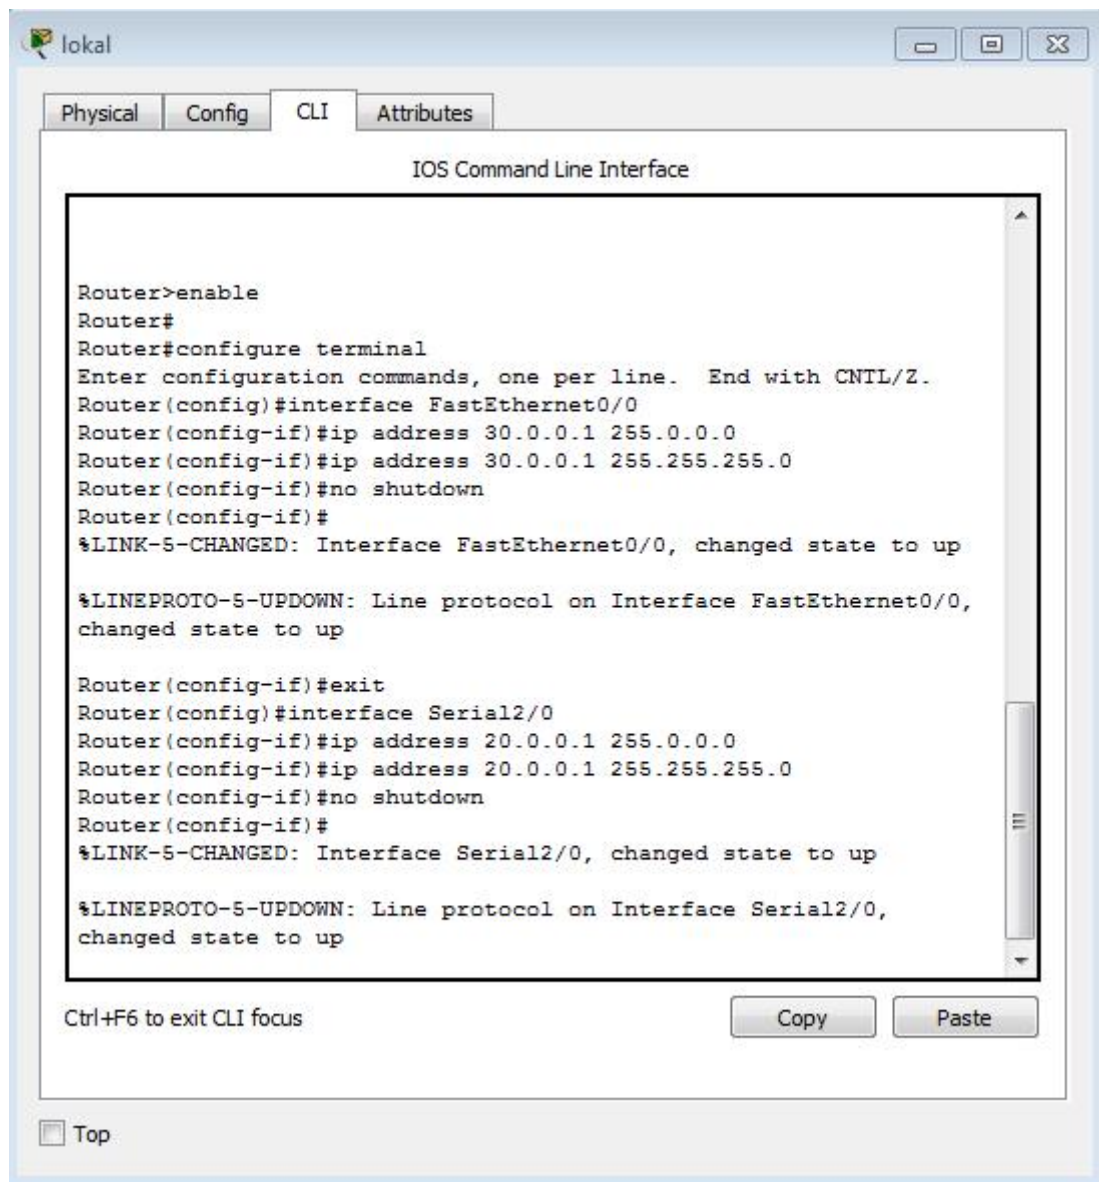 lokal
Physical Config CLI Attributes
IOS Command Line Interface
Router>enable
Router#
Router#configure terminal
Enter configuration commands, one per line.  End with CNTL/Z.
Router(config)#interface FastEthernet0/0
Router(config-if)#ip address 30.0.0.1 255.0.0.0
Router(config-if)#ip address 30.0.0.1 255.255.255.0
Router(config-if)#no shutdown
Router(config-if)#
%LINK-5-CHANGED: Interface FastEthernet0/0, changed state to up
%LINEPROTO-5-UPDOWN: Line protocol on Interface FastEthernet0/0,
changed state to up
Router(config-if)#exit
Router(config)#interface Serial2/0
Router(config-if)#ip address 20.0.0.1 255.0.0.0
Router(config-if)#ip address 20.0.0.1 255.255.255.0
Router(config-if)#no shutdown
Router(config-if)#
%LINK-5-CHANGED: Interface Serial2/0, changed state to up
%LINEPROTO-5-UPDOWN: Line protocol on Interface Serial2/0,
changed state to up
Ctrl+F6 to exit CLI focus Copy Paste
Top